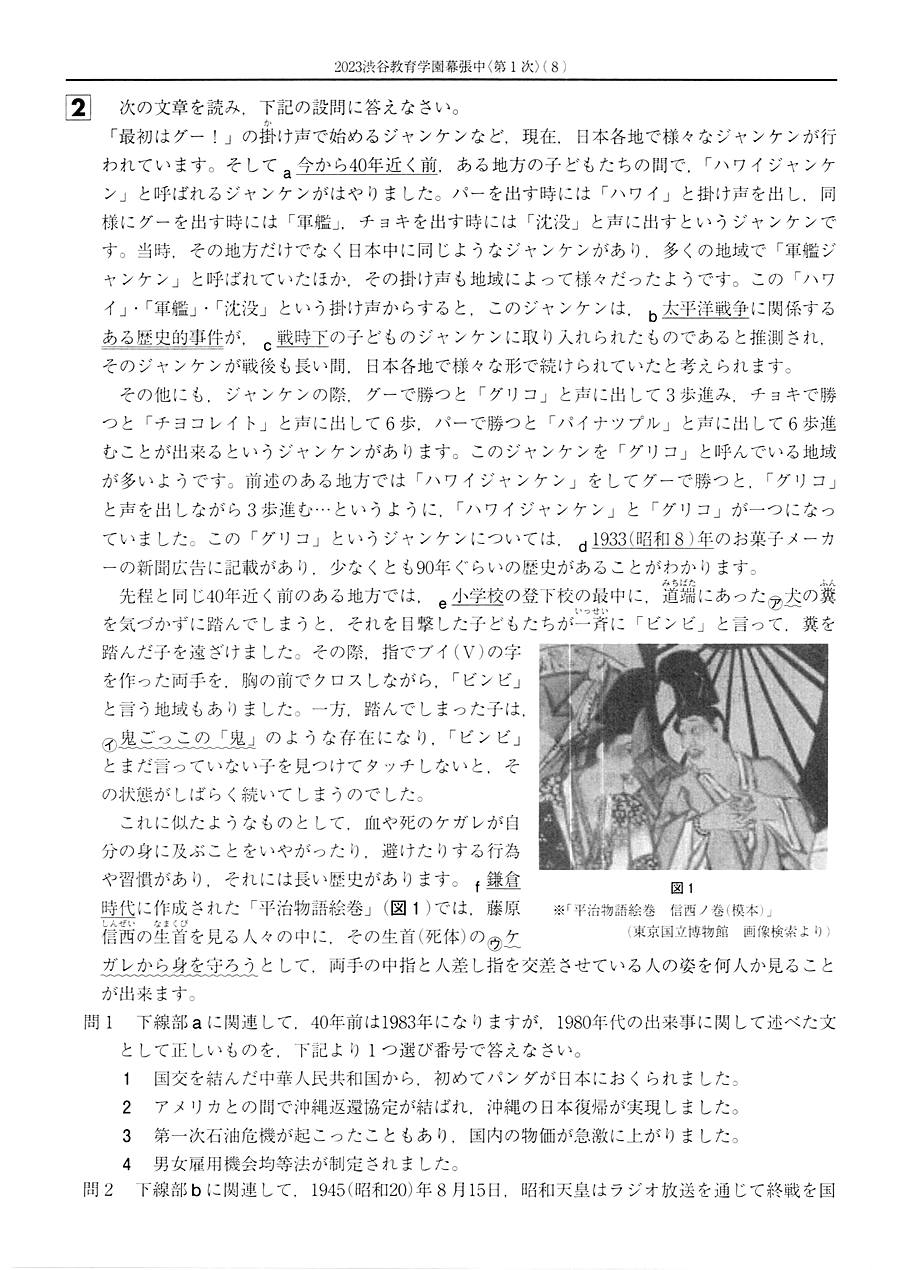 2023渋谷教育学園幕張中〈第1次〉(8)
2 次の文章を読み，下記の設問に答えなさい。
「最初はグー！」の掛け声で始めるジャンケンなど，現在，日本各地で様々なジャンケンが行
われています。そしてa今から40年近く前，ある地方の子どもたちの間で，「ハワイジャンケ
ン」と呼ばれるジャンケンがはやりました。パーを出す時には「ハワイ」と掛け声を出し，同
様にグーを出す時には「軍艦」，チョキを出す時には「沈没」と声に出すというジャンケンで
す。当時，その地方だけでなく日本中に同じようなジャンケンがあり，多くの地域で「軍艦ジ
ャンケン」と呼ばれていたほか，その掛け声も地域によって様々だったようです。この「ハワ
イ」・「軍艦」・「沈没」という掛け声からすると，このジャンケンは，b太平洋戦争に関係する
ある歴史的事件が，c戦時下の子どものジャンケンに取り入れられたものであると推測され，
そのジャンケンが戦後も長い間，日本各地で様々な形で続けられていたと考えられます。
その他にも，ジャンケンの際，グーで勝つと「グリコ」と声に出して3歩進み，チョキで勝
つと「チヨコレイト」と声に出して6歩，パーで勝つと「パイナツプル」と声に出して6歩進
むことが出来るというジャンケンがあります。このジャンケンを「グリコ」と呼んでいる地域
が多いようです。前述のある地方では「ハワイジャンケン」をしてグーで勝つと，「グリコ」
と声を出しながら3歩進む…というように，「ハワイジャンケン」と「グリコ」が一つになっ
ていました。この「グリコ」というジャンケンについては，d1933(昭和8)年のお菓子メーカ
ーの新聞広告に記載があり，少なくとも90年ぐらいの歴史があることがわかります。
先程と同じ40年近く前のある地方では，e小学校の登下校の最中に，道端にあった㋐犬の糞
を気づかずに踏んでしまうと，それを目撃した子どもたちが一斉に「ビンビ」と言って，糞を
踏んだ子を遠ざけました。その際，指でブイ(V)の字
を作った両手を，胸の前でクロスしながら，「ビンビ」
と言う地域もありました。一方，踏んでしまった子は，
㋑鬼ごっこの「鬼」のような存在になり，「ビンビ」
とまだ言っていない子を見つけてタッチしないと，そ
の状態がしばらく続いてしまうのでした。
これに似たようなものとして，血や死のケガレが自
分の身に及ぶことをいやがったり，避けたりする行為
や習慣があり，それには長い歴史があります。f鎌倉
時代に作成された「平治物語絵巻」(図1)では，藤原
信西の生首を見る人々の中に，その生首(死体)の㋒ケ
ガレから身を守ろうとして，両手の中指と人差し指を交差させている人の姿を何人か見ること
が出来ます。
図1
※「平治物語絵巻 信西ノ巻(模本)」
(東京国立博物館 画像検索より)
問1 下線部aに関連して，40年前は1983年になりますが，1980年代の出来事に関して述べた文
として正しいものを，下記より1つ選び番号で答えなさい。
1 国交を結んだ中華人民共和国から，初めてパンダが日本におくられました。
2 アメリカとの間で沖縄返還協定が結ばれ，沖縄の日本復帰が実現しました。
3 第一次石油危機が起こったこともあり，国内の物価が急激に上がりました。
4 男女雇用機会均等法が制定されました。
問2 下線部bに関連して，1945(昭和20)年8月15日，昭和天皇はラジオ放送を通じて終戦を国